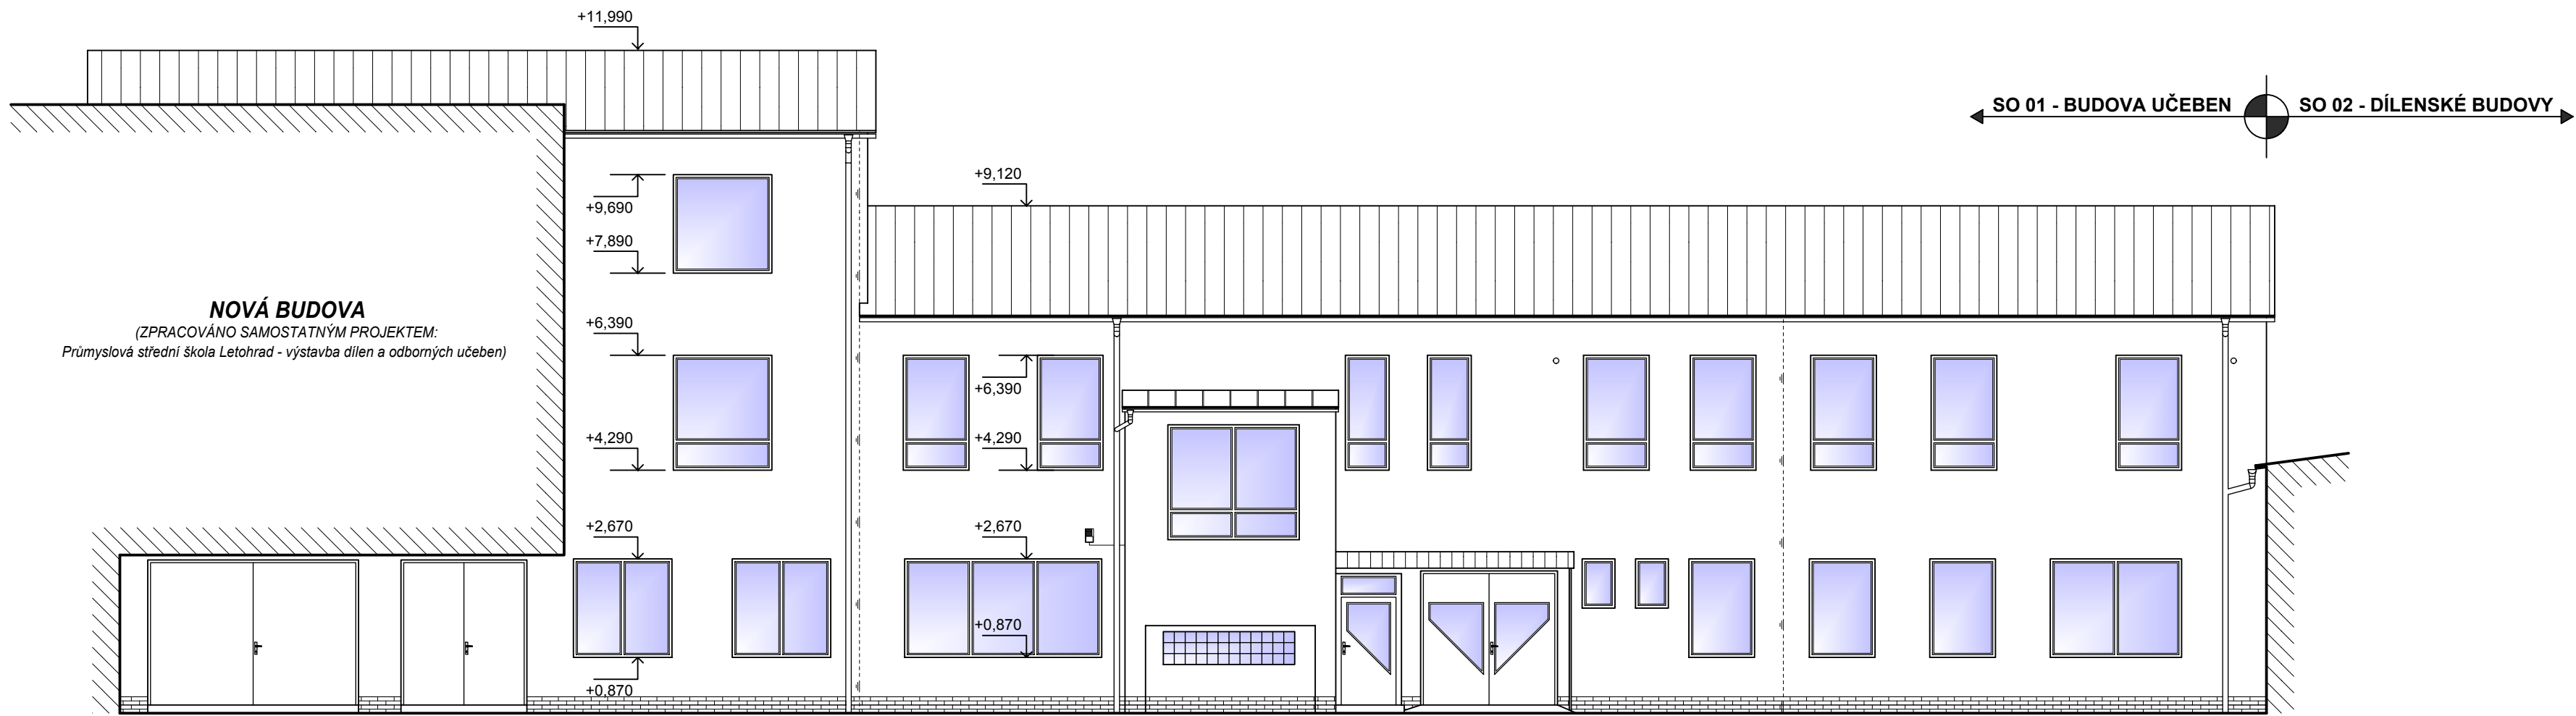 +11,990
SO 01 - BUDOVA UČEBEN
SO 02 - DÍLENSKÉ BUDOVY
+9,120
+9,690
+7,890
NOVÁ BUDOVA
(ZPRACOVÁNO SAMOSTATNÝM PROJEKTEM:
Průmyslová střední škola Letohrad - výstavba dílen a odborných učeben)
+6,390
+6,390
+4,290
+4,290
+2,670
+2,670
+0,870
+0,870